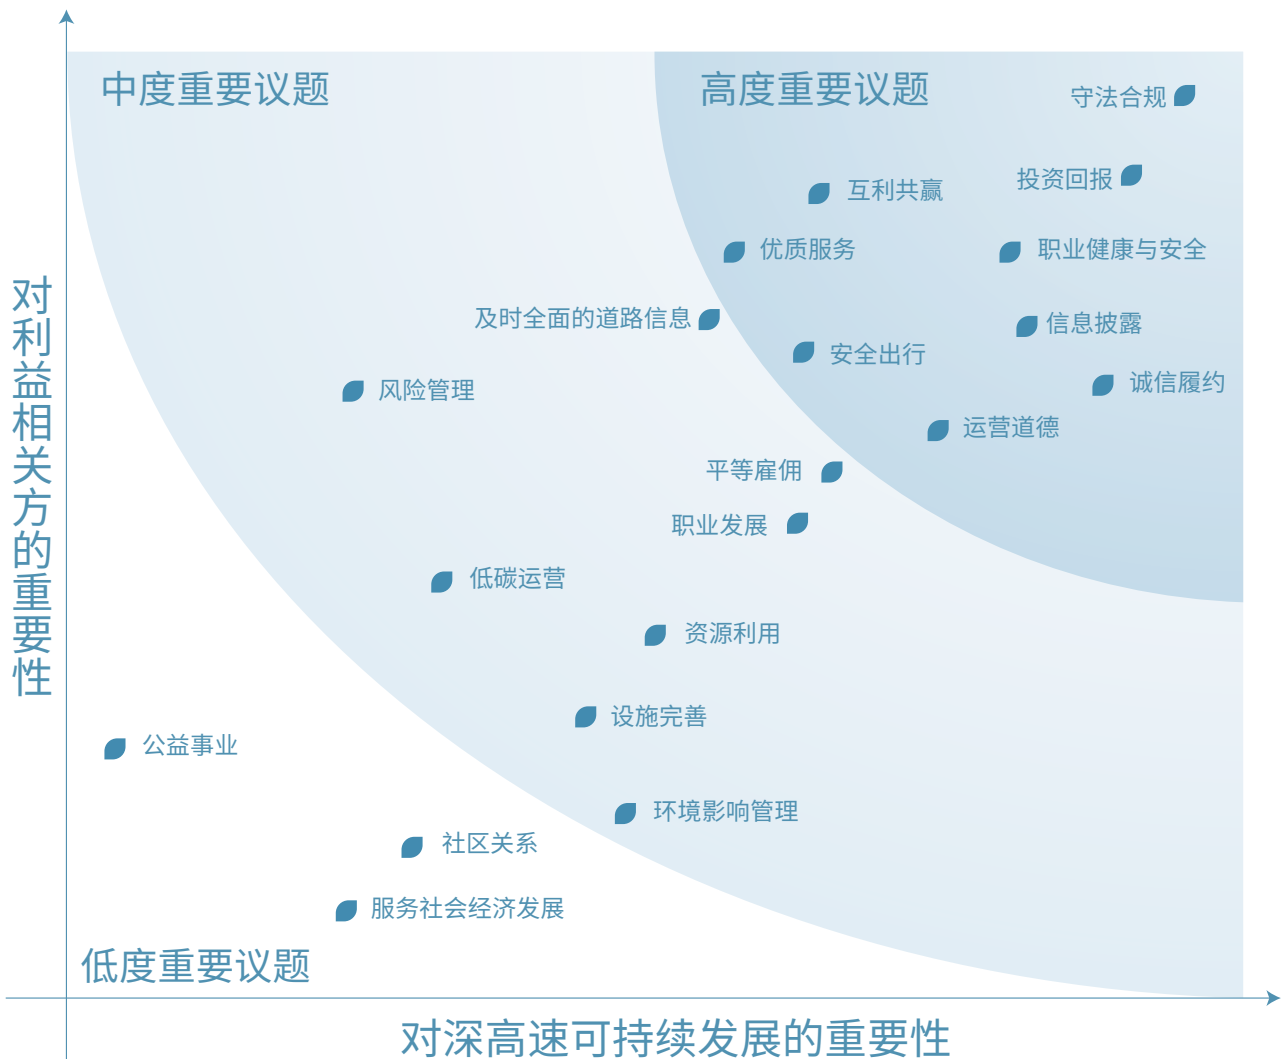 中度重要议题
高度重要议题
守法合规
投资回报
互利共赢
优质服务
职业健康与安全
及时全面的道路信息
信息披露
安全出行
诚信履约
风险管理
运营道德
平等雇佣
职业发展
低碳运营
资源利用
设施完善
公益事业
环境影响管理
社区关系
服务社会经济发展
低度重要议题
对利益相关方的重要性
对深高速可持续发展的重要性